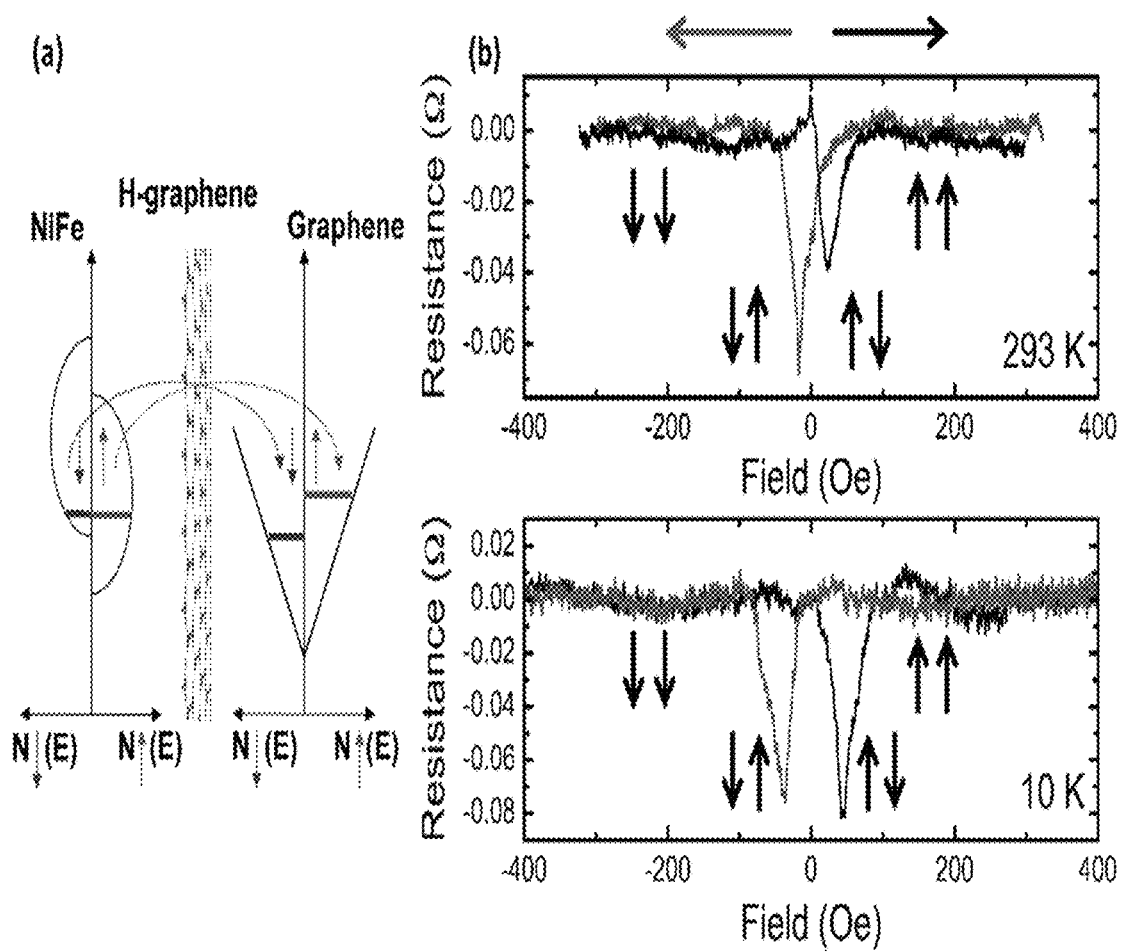 (a)
H-graphene
NiFe
Graphene
N (E)
N (E)
N (E)
N (E)
(b)
Resistance (Ω)
0.00
-0.02
-0.04
-0.06
293 K
-400
-200
0
200
400
Field (Oe)
Resistance (Ω)
0.02
0.00
-0.02
-0.04
-0.06
-0.08
10 K
-400
-200
0
200
400
Field (Oe)